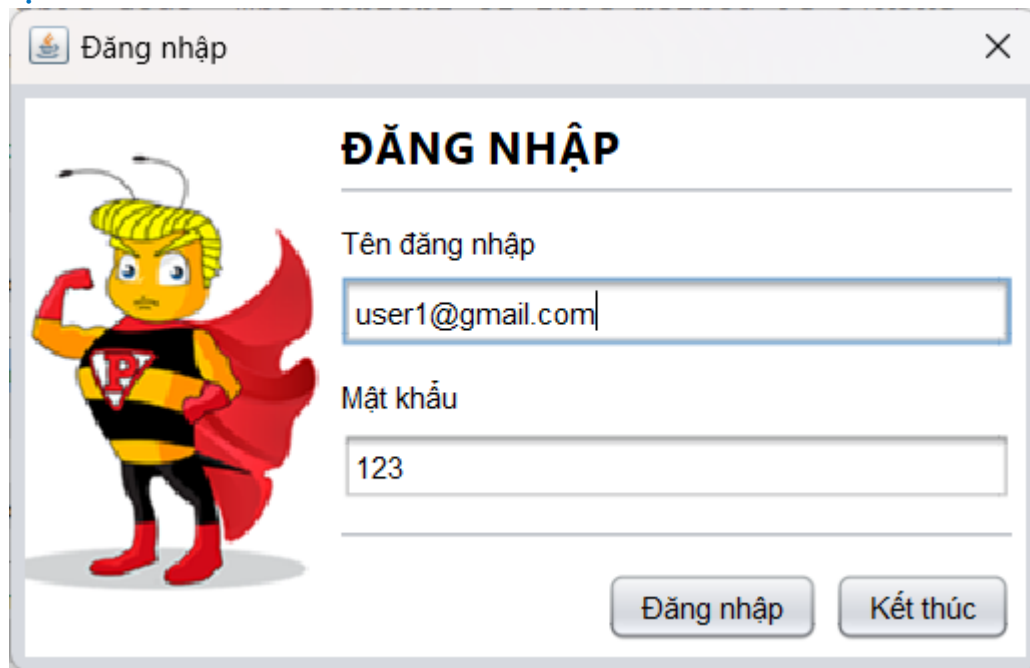 Đăng nhập
ĐĂNG NHẬP
Tên đăng nhập
user1@gmail.com
Mật khẩu
123
P
Đăng nhập Kết thúc